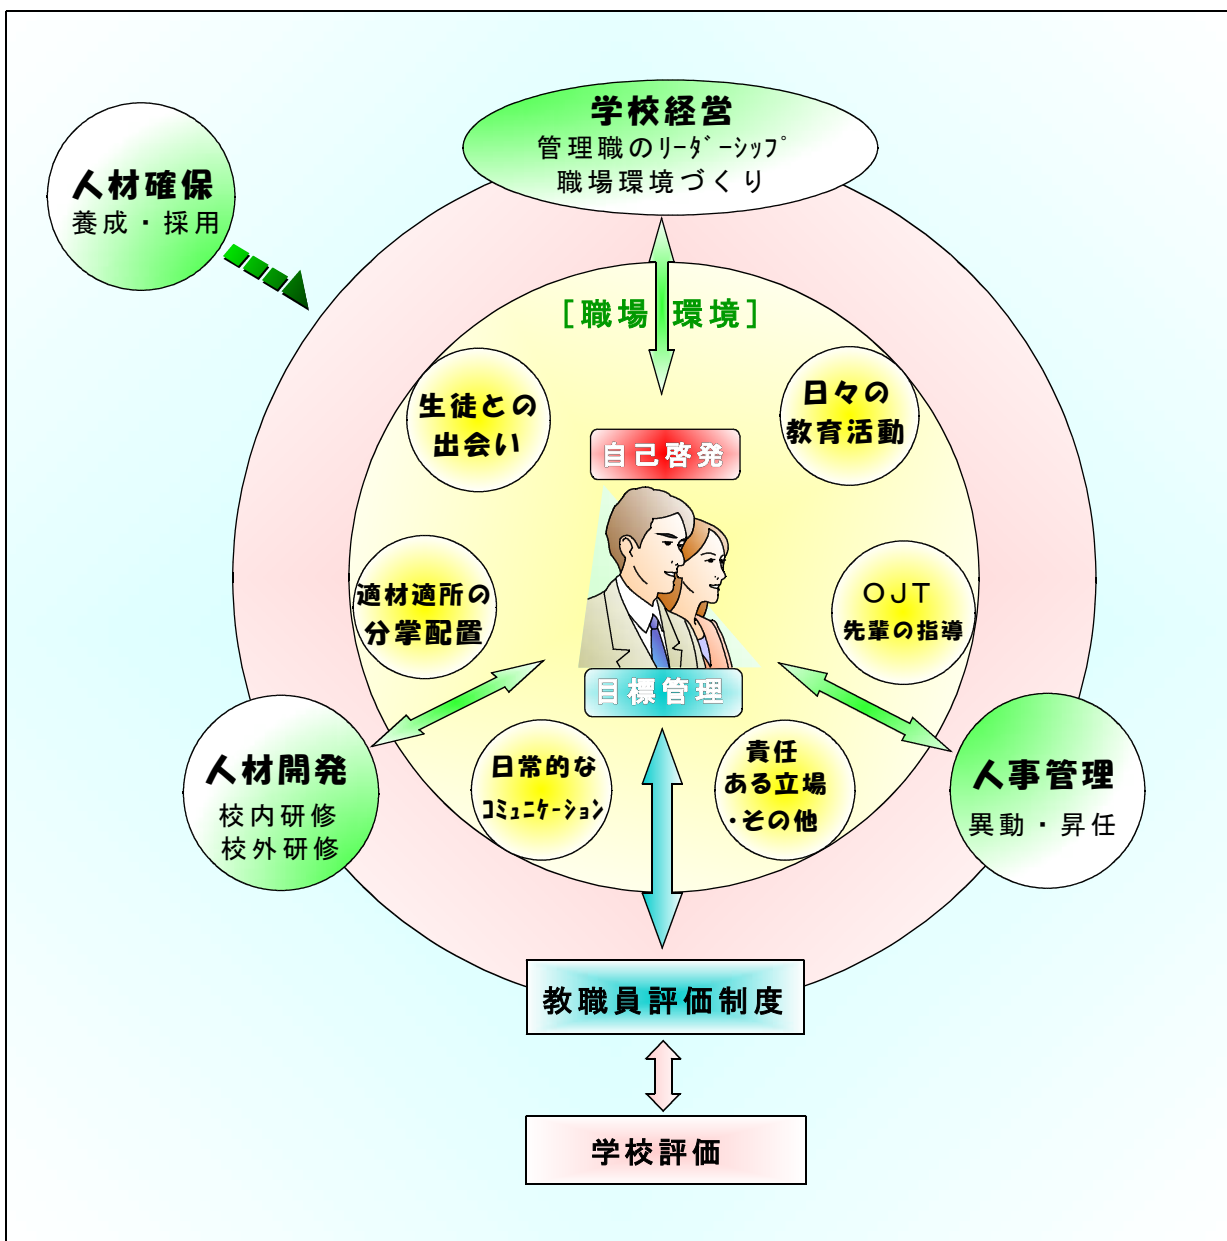 学校経営
管理職のﾘｰﾀﾞｰｼｯﾌﾟ
職場環境づくり
人材確保
養成・採用
[職場 環境]
生徒との
出会い
日々の
教育活動
自己啓発
適材適所の
分掌配置
ＯＪＴ
先輩の指導
目標管理
人材開発
校内研修
校外研修
日常的な
ｺﾐｭﾆｹｰｼｮﾝ
責任
ある立場
・その他
人事管理
異動・昇任
教職員評価制度
学校評価